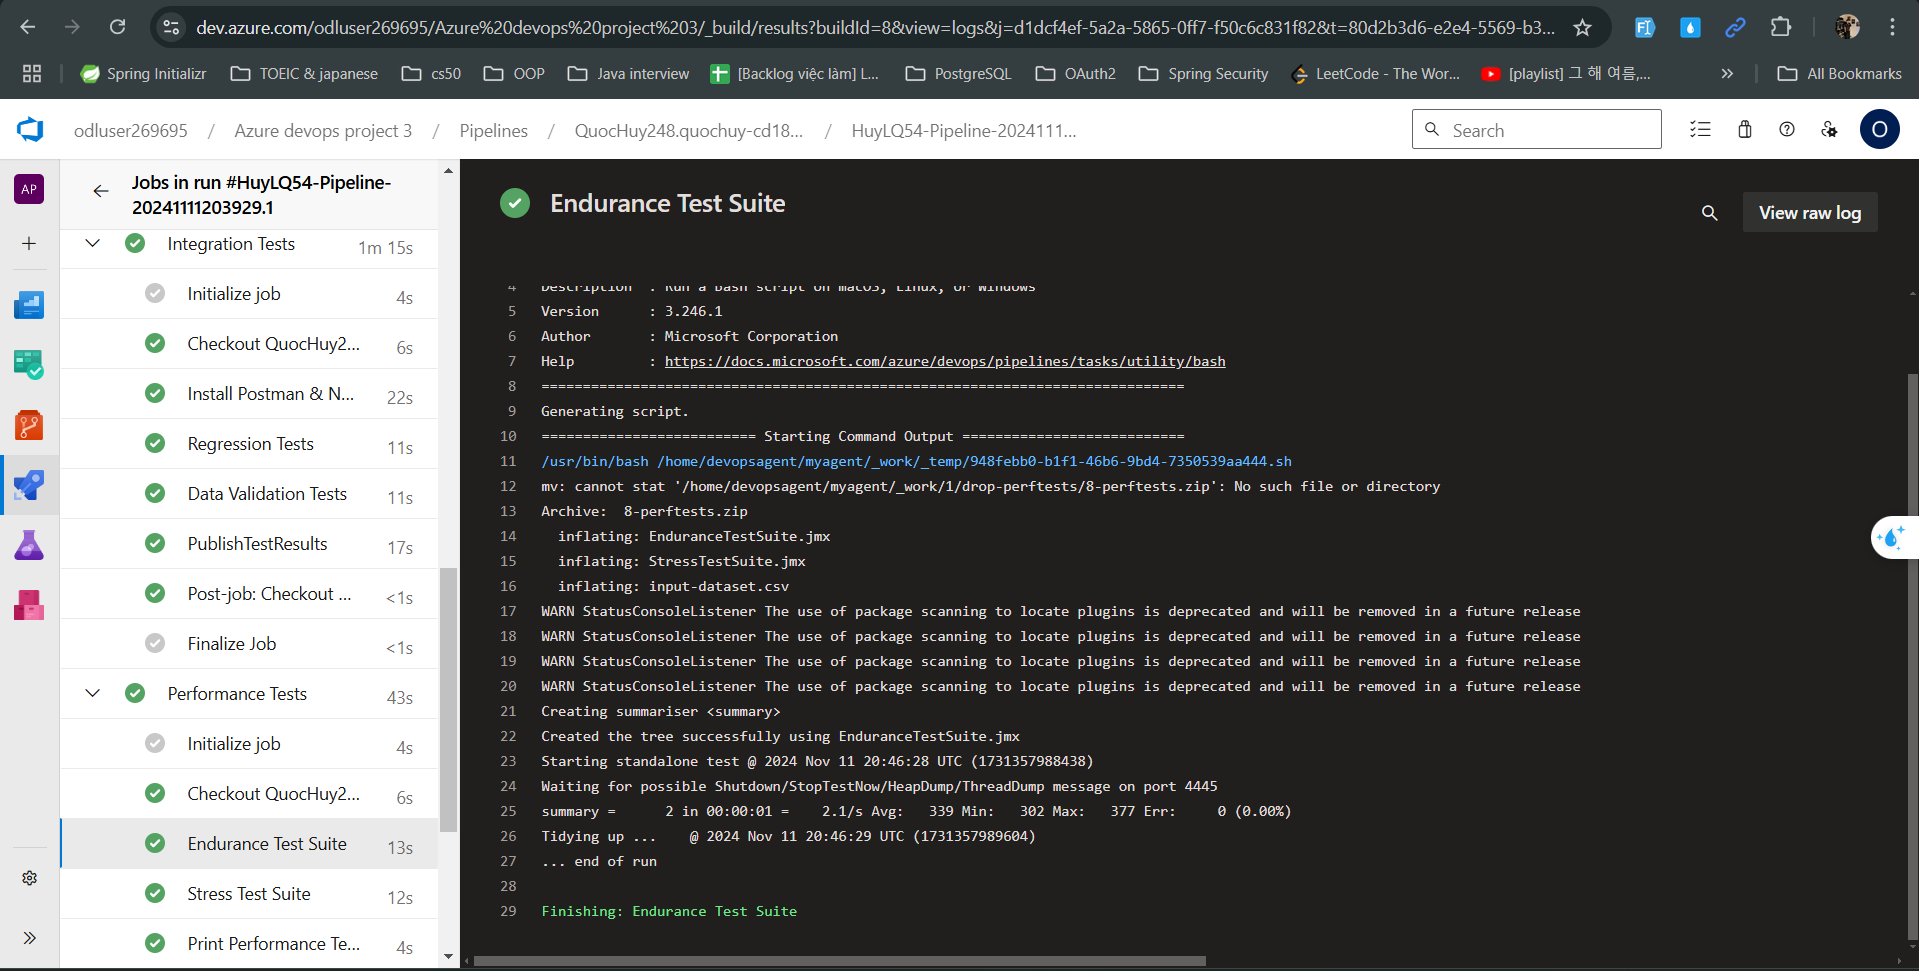 dev.azure.com/odluser269695/Azure%20devops%20project%203/_build/results?buildId=8&view=logs&j=d1dcf4ef-5a2a-5865-0ff7-f50c6c831f82&t=80d2b3d6-e2e4-5569-b3...
Spring Initializr
TOEIC & japanese
cs50
OOP
Java interview
[Backlog việc làm] L...
PostgreSQL
OAuth2
Spring Security
LeetCode - The Wor...
[playlist] 그 해 여름,...
All Bookmarks
odluser269695 / Azure devops project 3 / Pipelines / QuocHuy248.quochuy-cd18... / HuyLQ54-Pipeline-2024111...
Search
O
AP
Jobs in run #HuyLQ54-Pipeline-
20241111203929.1
Integration Tests 1m 15s
Initialize job 4s
Checkout QuocHuy2... 6s
Install Postman & N... 22s
Regression Tests 11s
Data Validation Tests 11s
PublishTestResults 17s
Post-job: Checkout ... <1s
Finalize Job <1s
Performance Tests 43s
Initialize job 4s
Checkout QuocHuy2... 6s
Endurance Test Suite 13s
Stress Test Suite 12s
Print Performance Te... 4s
Endurance Test Suite
View raw log
4 Description : Run a Bash script on macOS, Linux, or Windows
5 Version : 3.246.1
6 Author : Microsoft Corporation
7 Help : https://docs.microsoft.com/azure/devops/pipelines/tasks/utility/bash
8 ==============================================================================
9 Generating script.
10 ========================== Starting Command Output ===========================
11 /usr/bin/bash /home/devopsagent/myagent/_work/_temp/948febb0-b1f1-46b6-9bd4-7350539aa444.sh
12 mv: cannot stat '/home/devopsagent/myagent/_work/1/drop-perftests/8-perftests.zip': No such file or directory
13 Archive: 8-perftests.zip
14 inflating: EnduranceTestSuite.jmx
15 inflating: StressTestSuite.jmx
16 inflating: input-dataset.csv
17 WARN StatusConsoleListener The use of package scanning to locate plugins is deprecated and will be removed in a future release
18 WARN StatusConsoleListener The use of package scanning to locate plugins is deprecated and will be removed in a future release
19 WARN StatusConsoleListener The use of package scanning to locate plugins is deprecated and will be removed in a future release
20 WARN StatusConsoleListener The use of package scanning to locate plugins is deprecated and will be removed in a future release
21 Creating summariser <summary>
22 Created the tree successfully using EnduranceTestSuite.jmx
23 Starting standalone test @ 2024 Nov 11 20:46:28 UTC (1731357988438)
24 Waiting for possible Shutdown/StopTestNow/HeapDump/ThreadDump message on port 4445
25 summary = 2 in 00:00:01 = 2.1/s Avg: 339 Min: 302 Max: 377 Err: 0 (0.00%)
26 Tidying up ... @ 2024 Nov 11 20:46:29 UTC (1731357989604)
27 ... end of run
28
29 Finishing: Endurance Test Suite